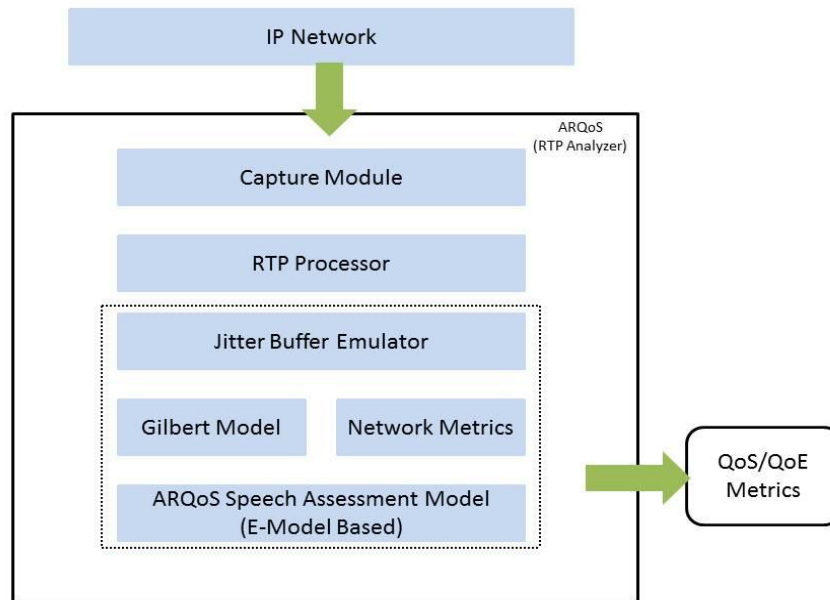 IP Network
ARQoS
(RTP Analyzer)
Capture Module
RTP Processor
Jitter Buffer Emulator
Gilbert Model
Network Metrics
ARQoS Speech Assessment Model
(E-Model Based)
QoS/QoE
Metrics